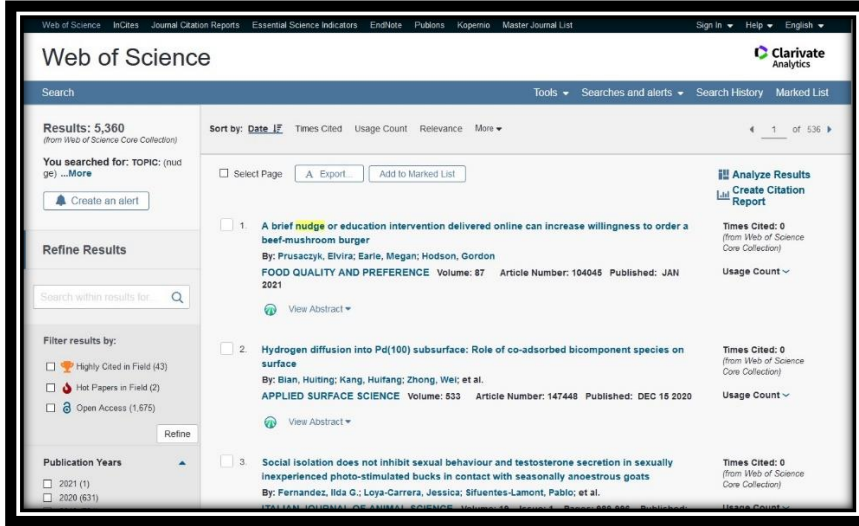 Web of Science InCites Journal Citation Reports Essential Science Indicators EndNote Publons Kopernio Master Journal List Sign In Help English
Web of Science
Clarivate
Analytics
Search Tools Searches and alerts Search History Marked List
Results: 5,360
(from Web of Science Core Collection)
You searched for: TOPIC: (nud
ge) ...More
Create an alert
Refine Results
Search within results for...
Filter results by:
Highly Cited in Field (43)
Hot Papers in Field (2)
Open Access (1,675)
Refine
Publication Years
2021 (1)
2020 (631)
Sort by: Date Times Cited Usage Count Relevance More
1 of 536
Select Page Export... Add to Marked List
Analyze Results
Create Citation
Report
1. A brief nudge or education intervention delivered online can increase willingness to order a
beef-mushroom burger
By: Prusaczyk, Elvira; Earle, Megan; Hodson, Gordon
FOOD QUALITY AND PREFERENCE Volume: 87 Article Number: 104045 Published: JAN
2021
View Abstract
Times Cited: 0
(from Web of Science
Core Collection)
Usage Count
2. Hydrogen diffusion into Pd(100) subsurface: Role of co-adsorbed bicomponent species on
surface
By: Bian, Huiting; Kang, Huifang; Zhong, Wei; et al.
APPLIED SURFACE SCIENCE Volume: 533 Article Number: 147448 Published: DEC 15 2020
View Abstract
Times Cited: 0
(from Web of Science
Core Collection)
Usage Count
3. Social isolation does not inhibit sexual behaviour and testosterone secretion in sexually
inexperienced photo-stimulated bucks in contact with seasonally anoestrous goats
By: Fernandez, Ilda G.; Loya-Carrera, Jessica; Sifuentes-Lamont, Pablo; et al.
ITALIAN JOURNAL OF ANIMAL SCIENCE Volume: 19 Issue: 1 Pages: Published:
Times Cited: 0
(from Web of Science
Core Collection)
Usage Count